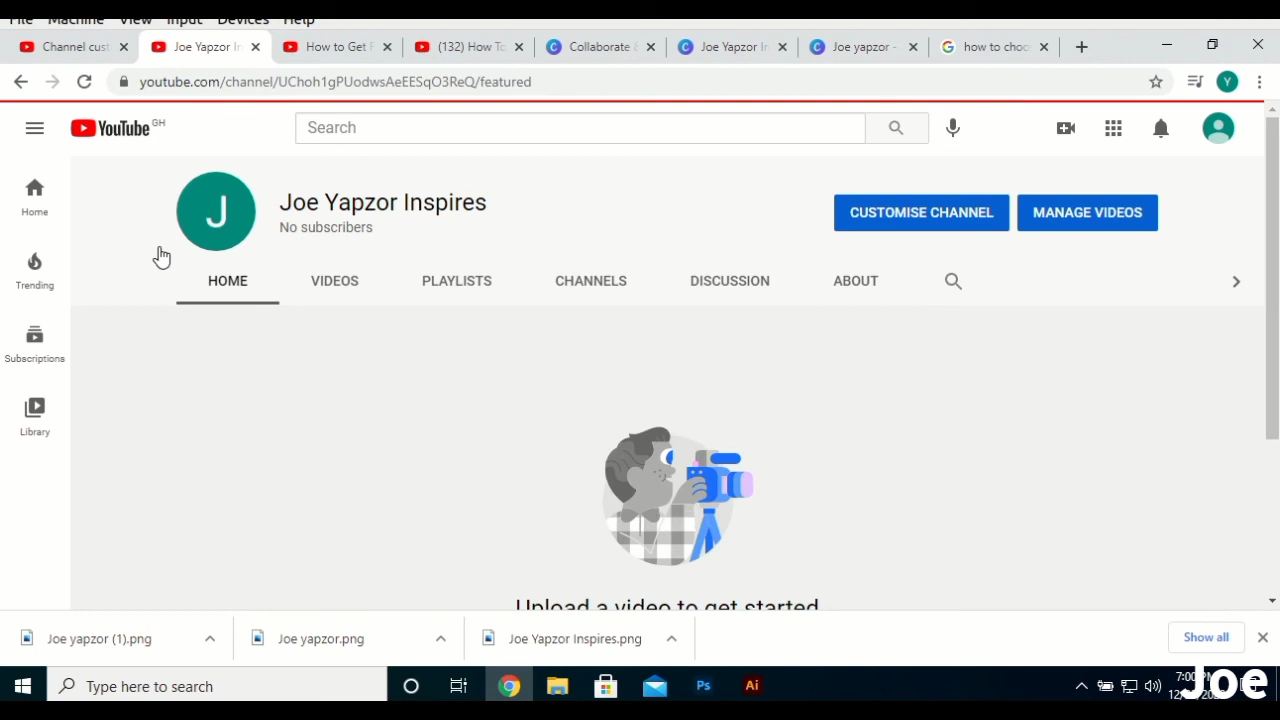 File Machine View Input Devices Help
Channel cust
Joe Yapzor In
How to Get F
(132) How To
Collaborate &
Joe Yapzor In
Joe yapzor -
how to choo
youtube.com/channel/UChoh1gPUodwsAeEESqO3ReQ/featured
Y
YouTube GH
Search
J
Joe Yapzor Inspires
No subscribers
CUSTOMISE CHANNEL
MANAGE VIDEOS
HOME
VIDEOS
PLAYLISTS
CHANNELS
DISCUSSION
ABOUT
Home
Trending
Subscriptions
Library
Upload a video to get started
Joe yapzor (1).png
Joe yapzor.png
Joe Yapzor Inspires.png
Show all
Type here to search
Ps
Ai
Joe